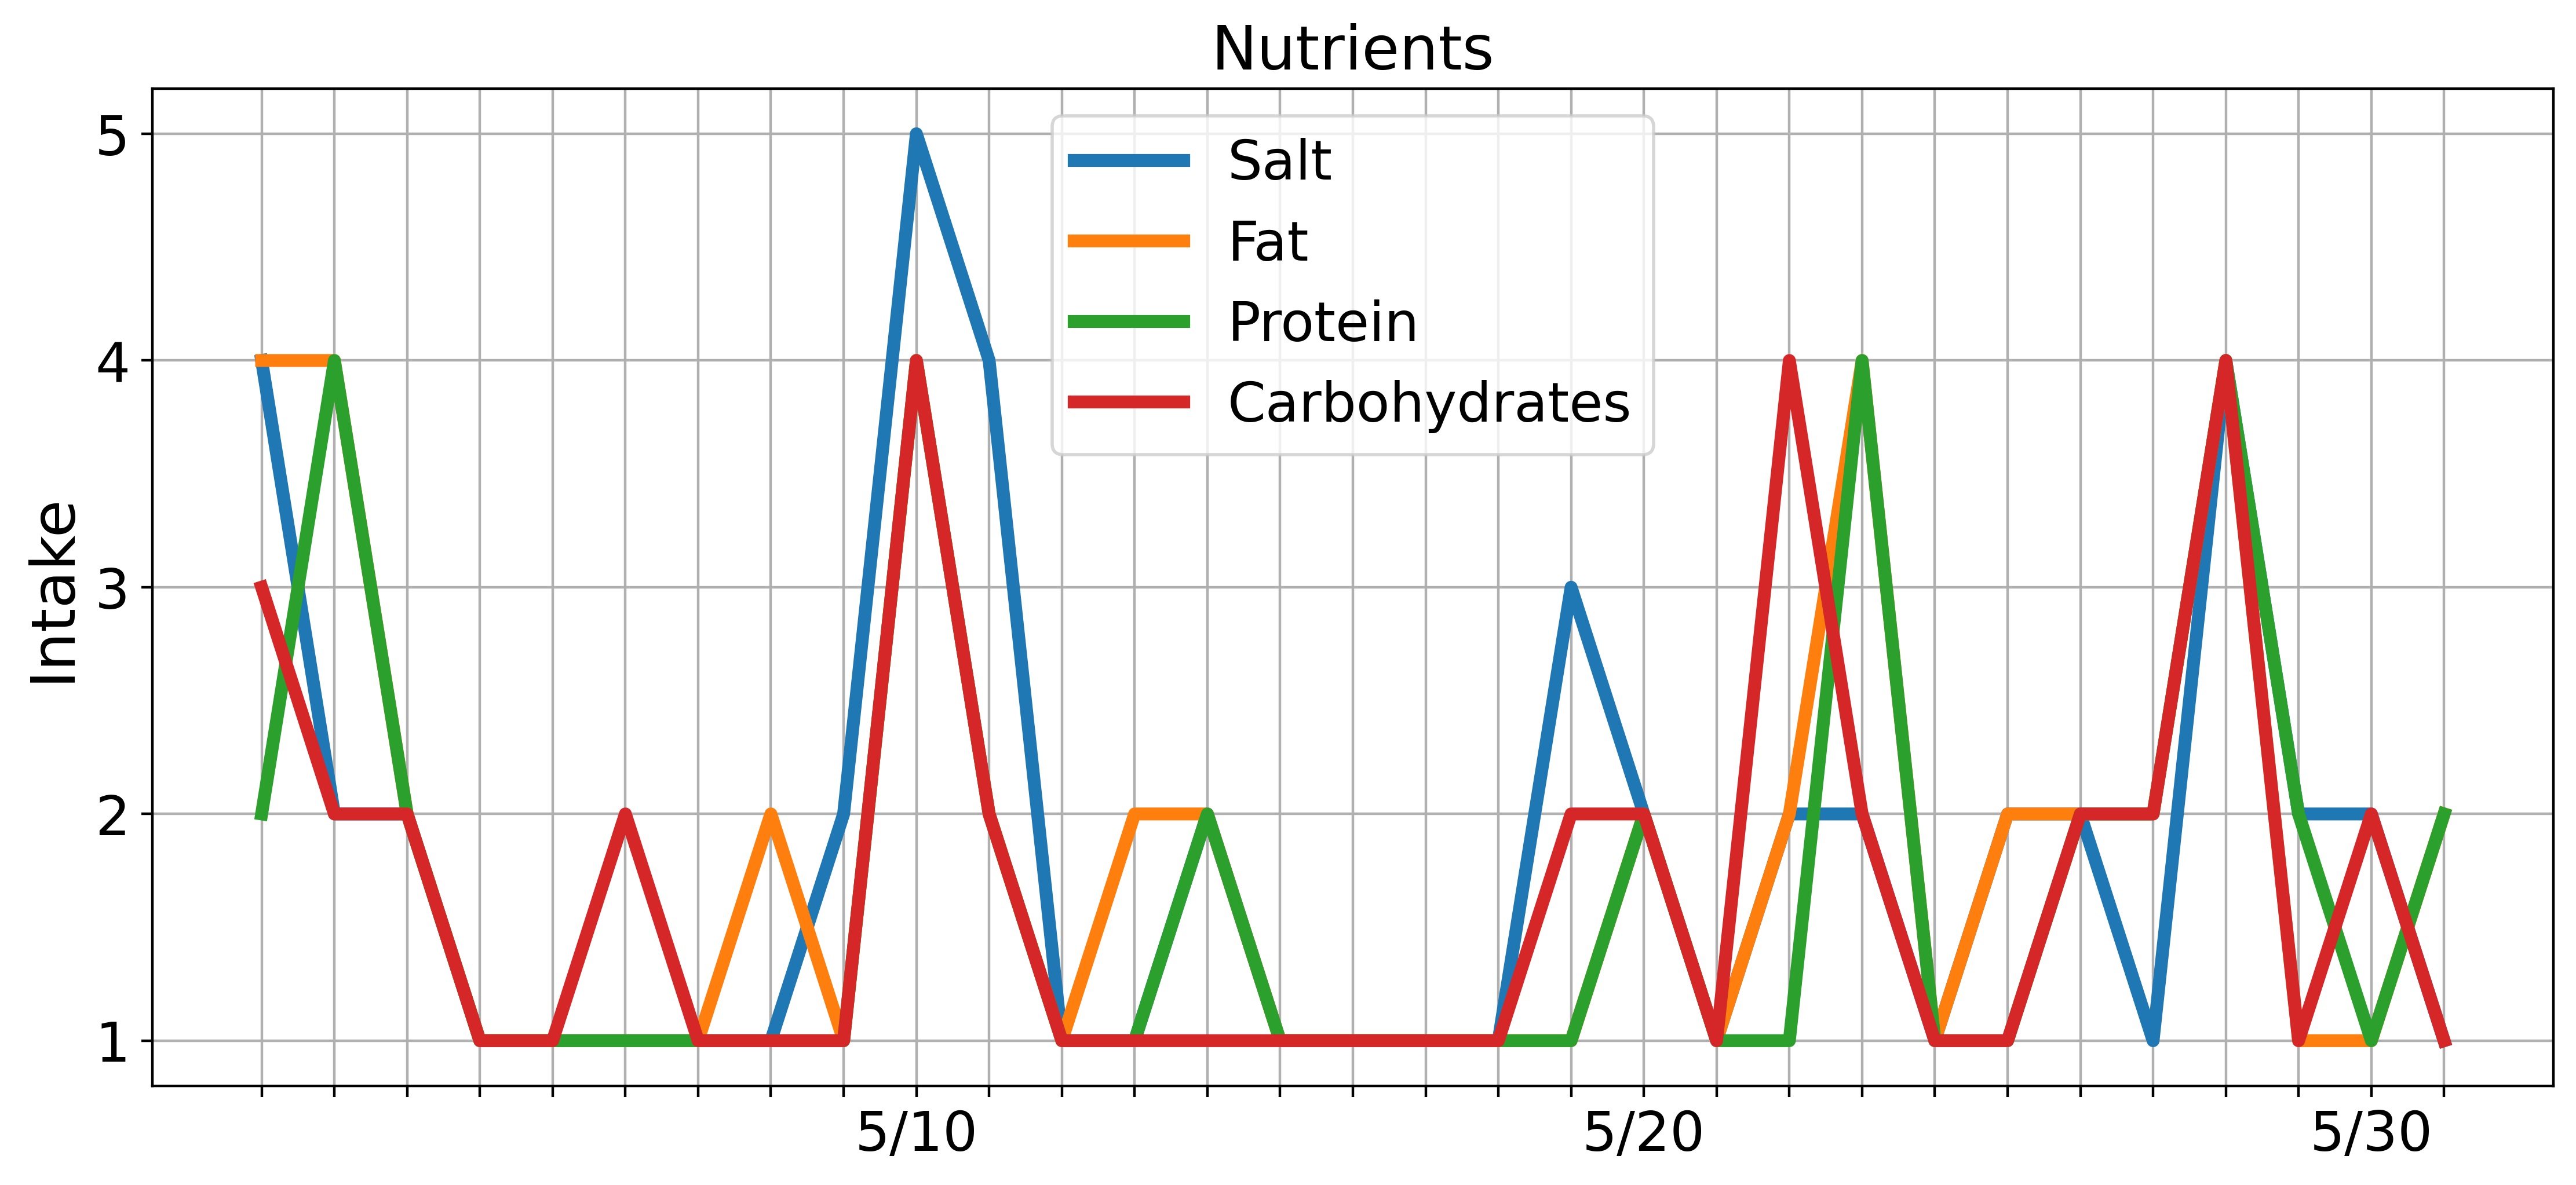 Nutrients
Intake
5
4
3
2
1
Salt
Fat
Protein
Carbohydrates
5/10
5/20
5/30